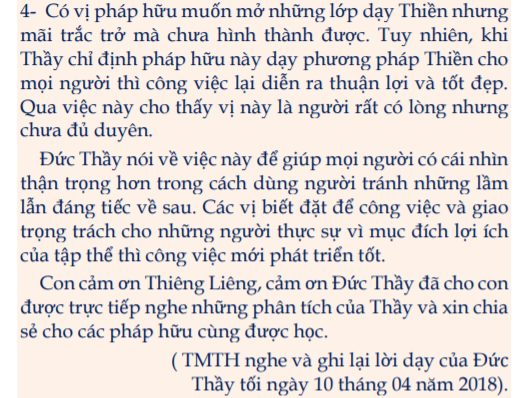 4- Có vị pháp hữu muốn mở những lớp dạy Thiền nhưng
mãi trắc trở mà chưa hình thành được. Tuy nhiên, khi
Thầy chỉ định pháp hữu này dạy phương pháp Thiền cho
mọi người thì công việc lại diễn ra thuận lợi và tốt đẹp.
Qua việc này cho thấy vị này là người rất có lòng nhưng
chưa đủ duyên.
Đức Thầy nói về việc này để giúp mọi người có cái nhìn
thận trọng hơn trong cách dùng người tránh những lầm
lẫn đáng tiếc về sau. Các vị biết đặt để công việc và giao
trọng trách cho những người thực sự vì mục đích lợi ích
của tập thể thì công việc mới phát triển tốt.
Con cảm ơn Thiêng Liêng, cảm ơn Đức Thầy đã cho con
được trực tiếp nghe những phân tích của Thầy và xin chia
sẻ cho các pháp hữu cùng được học.
( TMTH nghe và ghi lại lời dạy của Đức
Thầy tối ngày 10 tháng 04 năm 2018).